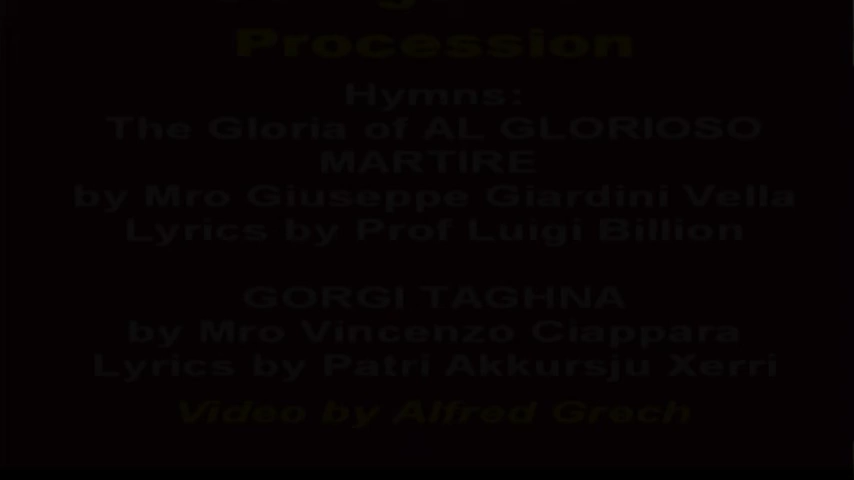 Procession
Hymns:
The Gloria of AL GLORIOSO
MARTIRE
by Mro Giuseppe Giardini Vella
Lyrics by Prof Luigi Billion
GORGI TAGHNA
by Mro Vincenzo Ciappara
Lyrics by Patri Akkursju Xerri
Video by Alfred Grech